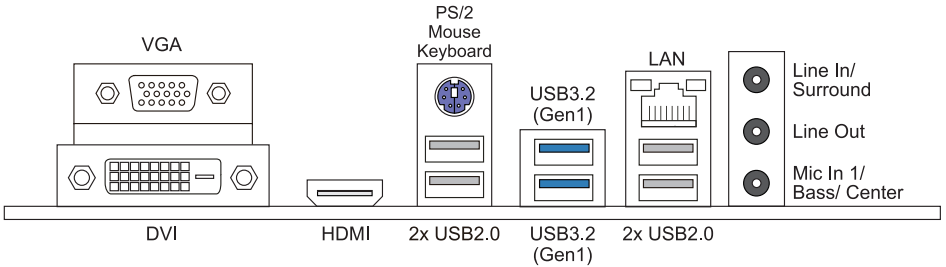 VGA
PS/2
Mouse
Keyboard
USB3.2
(Gen1)
LAN
Line In/
Surround
Line Out
Mic In 1/
Bass/ Center
DVI
HDMI
2x USB2.0
USB3.2
(Gen1)
2x USB2.0